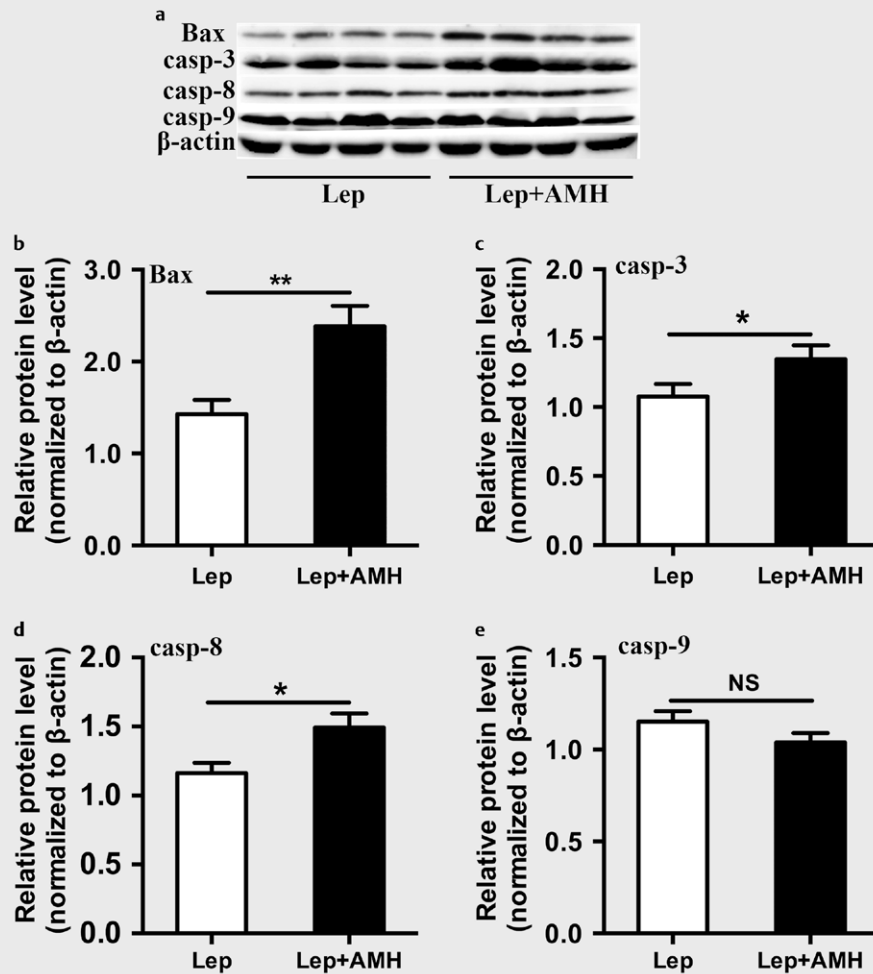 a
Bax
casp-3
casp-8
casp-9
β-actin
Lep Lep+AMH
b
Bax
**
Relative protein level
(normalized to β-actin)
3.0
2.0
1.0
0.0
Lep Lep+AMH
c
casp-3
*
Relative protein level
(normalized to β-actin)
2.0
1.5
1.0
0.5
0.0
Lep Lep+AMH
d
casp-8
*
Relative protein level
(normalized to β-actin)
2.0
1.5
1.0
0.5
0.0
Lep Lep+AMH
e
casp-9
NS
Relative protein level
(normalized to β-actin)
1.5
1.0
0.5
0.0
Lep Lep+AMH